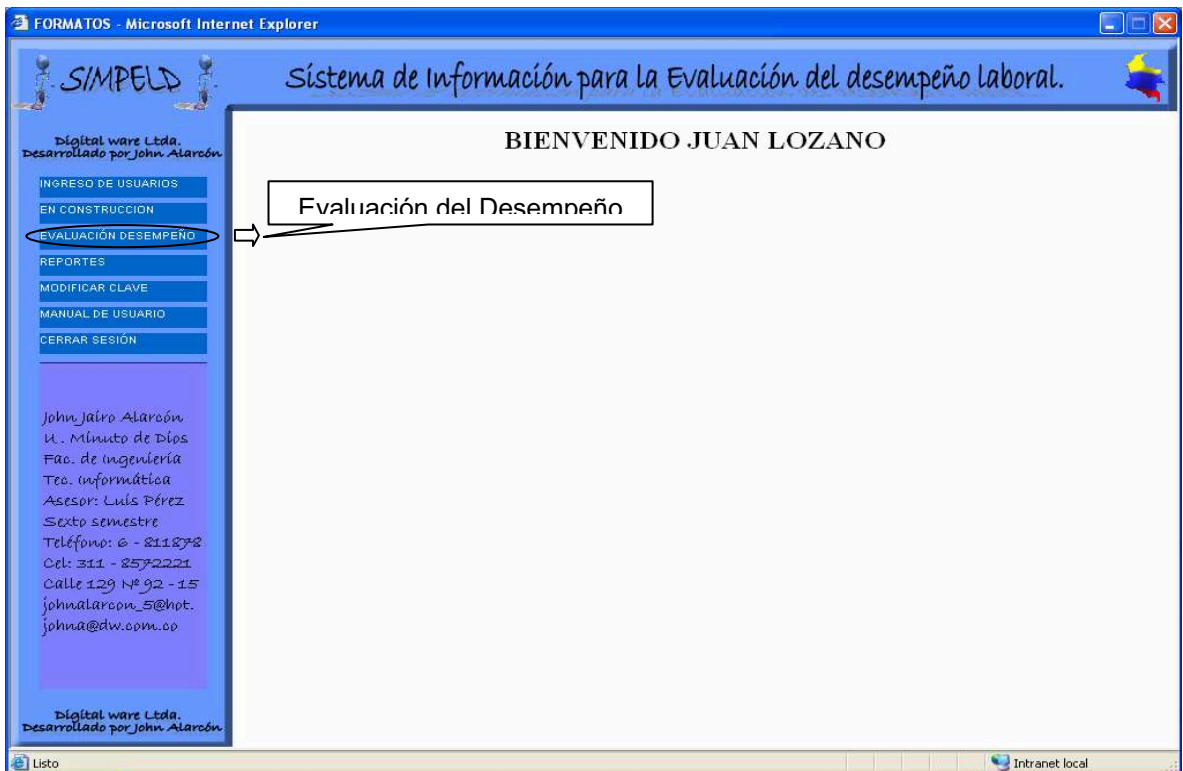 FORMATOS - Microsoft Internet Explorer
SIMPELD
Sistema de Información para la Evaluación del desempeño laboral.
Digital ware Ltda.
Desarrollado por John Alarcón
BIENVENIDO JUAN LOZANO
INGRESO DE USUARIOS
EN CONSTRUCCION
EVALUACIÓN DESEMPEÑO
Evaluación del Desempeño
REPORTES
MODIFICAR CLAVE
MANUAL DE USUARIO
CERRAR SESIÓN
John Jairo Alarcón
U. Minuto de Dios
Fac. de Ingeniería
Tec. Informática
Asesor: Luis Pérez
Sexto semestre
Teléfono: 6 - 811878
Cel: 311 - 8572221
Calle 129 Nº 92 - 15
johnalarcon_5@hot.
johna@dw.com.co
Digital ware Ltda.
Desarrollado por John Alarcón
Listo
Intranet local